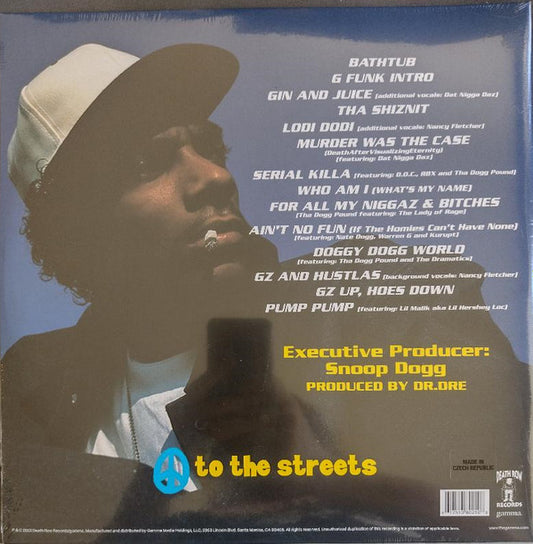 BATHTUB
G FUNK INTRO
GIN AND JUICE (additional vocals: Dat Nigga Daz)
THA SHIZNIT
LODI DODI (additional vocals: Nancy Fletcher)
MURDER WAS THE CASE
(DeathAfterVisualizingEternity)
(featuring: Dat Nigga Daz)
SERIAL KILLA (featuring: D.O.C., RBX and Tha Dogg Pound)
WHO AM I (WHAT'S MY NAME)
FOR ALL MY NIGGAZ & BITCHES
(Tha Dogg Pound featuring: The Lady of Rage)
AIN'T NO FUN (If The Homies Can't Have None)
(featuring: Nate Dogg, Warren G and Kurupt)
DOGGY DOGG WORLD
(featuring: Tha Dogg Pound and The Dramatics)
GZ AND HUSTLAS (background vocals: Nancy Fletcher)
GZ UP, HOES DOWN
PUMP PUMP (featuring: Lil Malik aka Lil Hershey Loc)
Executive Producer:
Snoop Dogg
PRODUCED BY DR.DRE
to the streets
MADE IN
CZECH REPUBLIC
DEATH ROW
RECORDS
gamma.